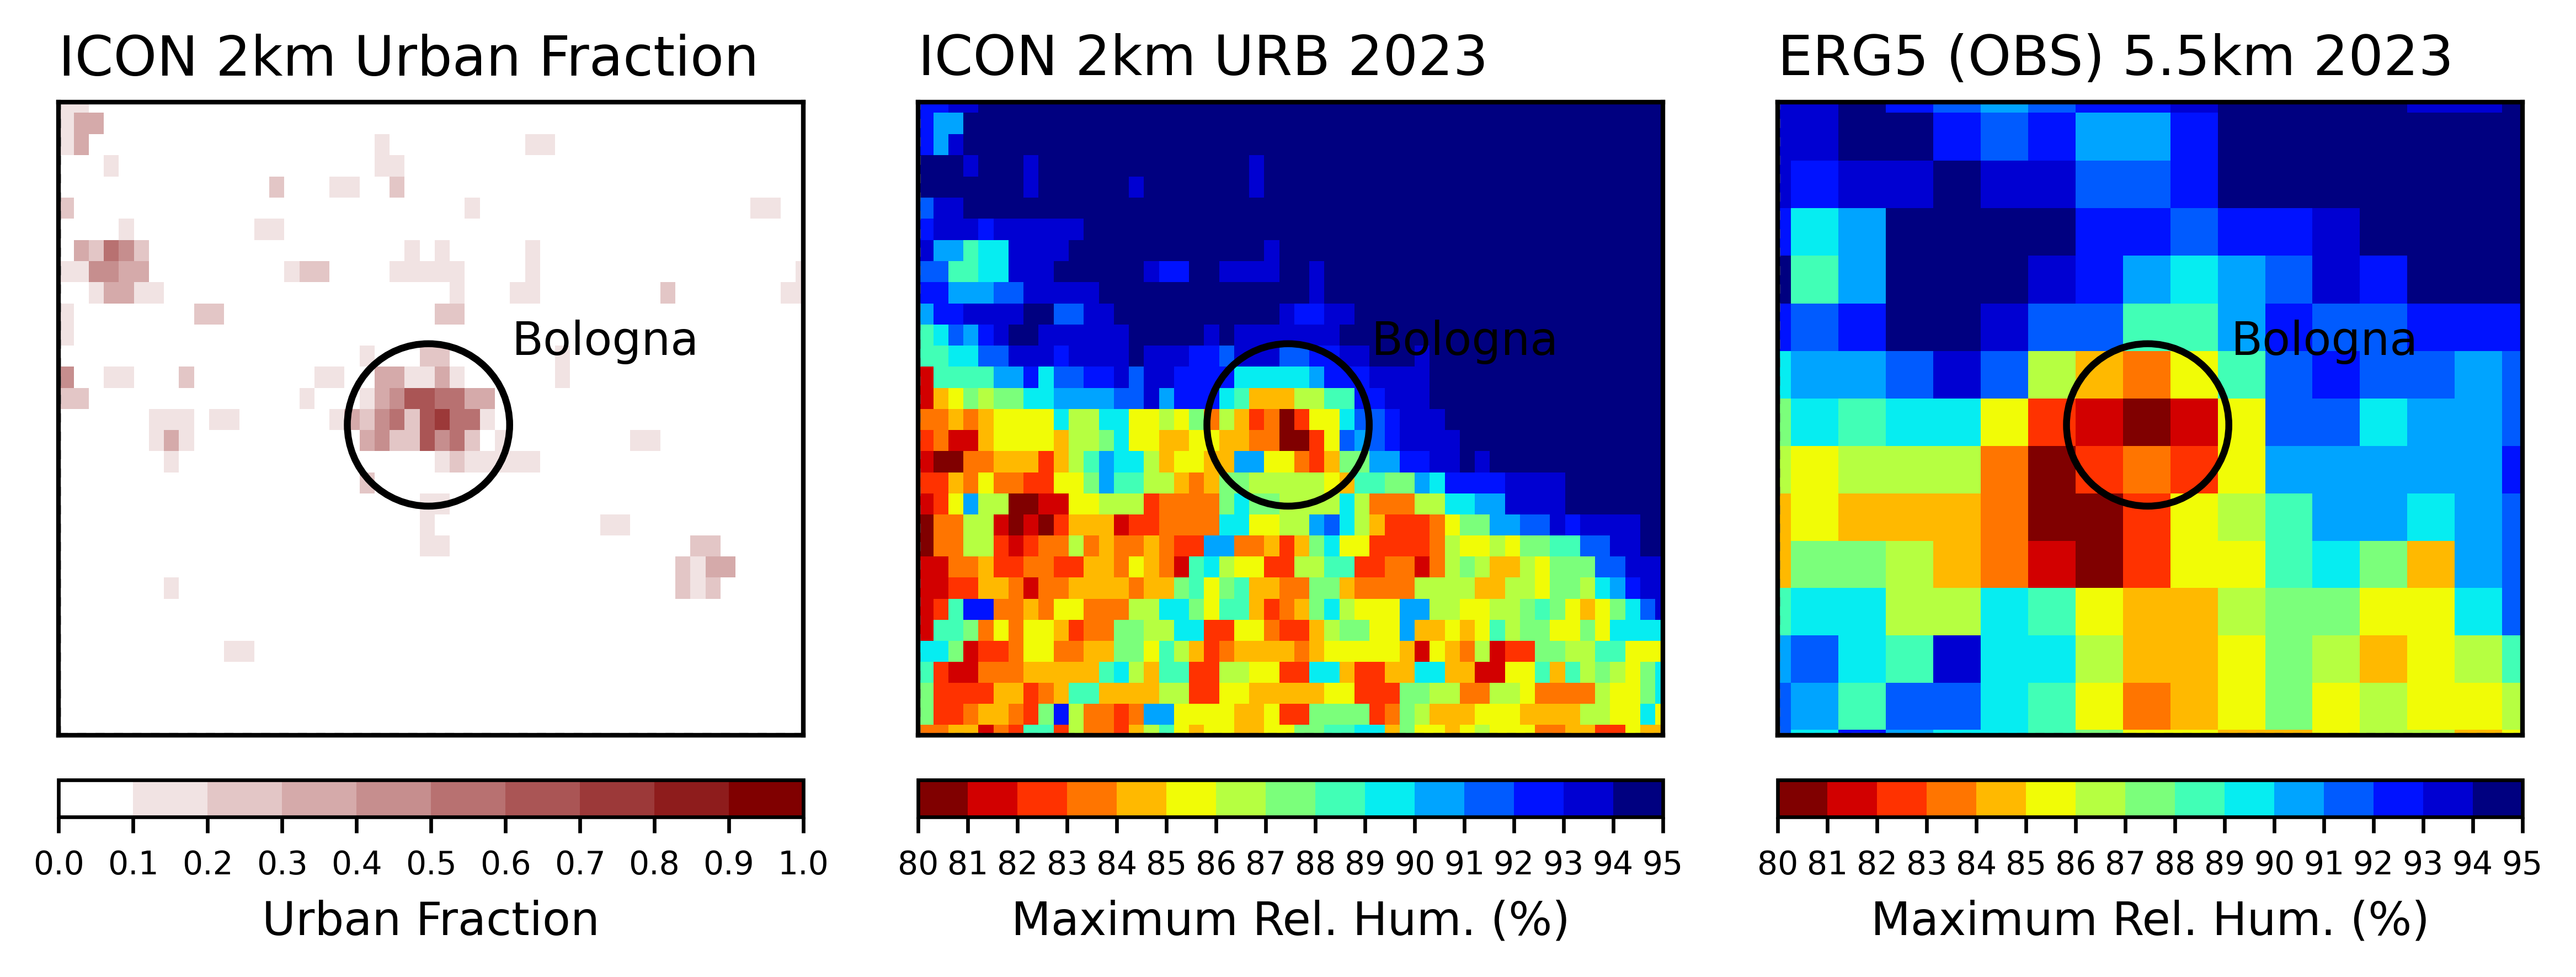 ICON 2km Urban Fraction
ICON 2km URB 2023
ERG5 (OBS) 5.5km 2023
Bologna
Bologna
Bologna
0.0 0.1 0.2 0.3 0.4 0.5 0.6 0.7 0.8 0.9 1.0
80 81 82 83 84 85 86 87 88 89 90 91 92 93 94 95
80 81 82 83 84 85 86 87 88 89 90 91 92 93 94 95
Urban Fraction
Maximum Rel. Hum. (%)
Maximum Rel. Hum. (%)